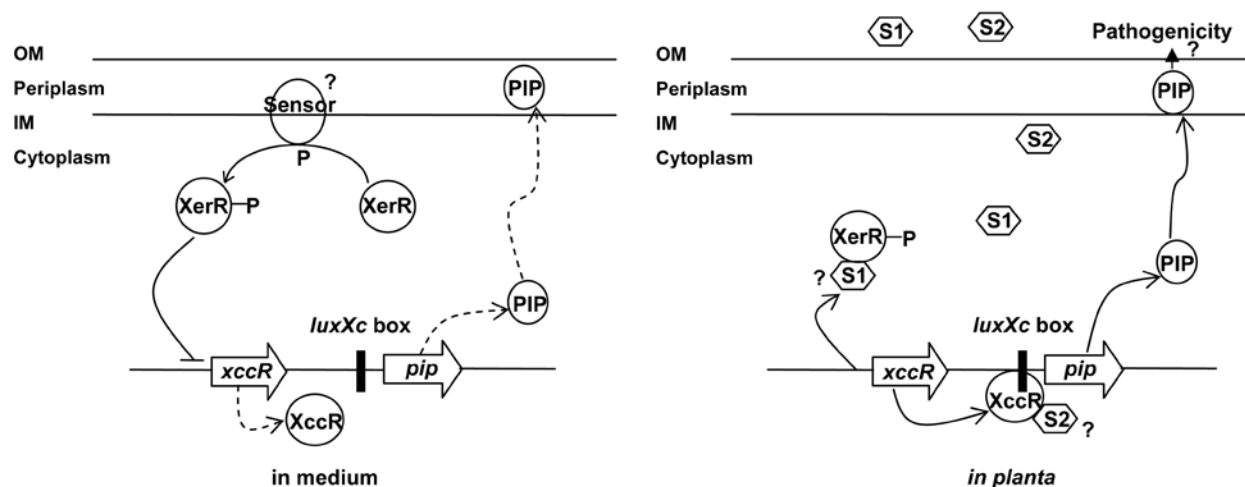 OM
Periplasm
IM
Cytoplasm
?
Sensor
P
XerR
P
XerR
PIP
PIP
luxXc box
xccR
pip
XccR
in medium
S1
S2
Pathogenicity
?
OM
Periplasm
IM
Cytoplasm
PIP
S2
S1
XerR
P
?
S1
PIP
luxXc box
xccR
pip
XccR
S2
?
in planta